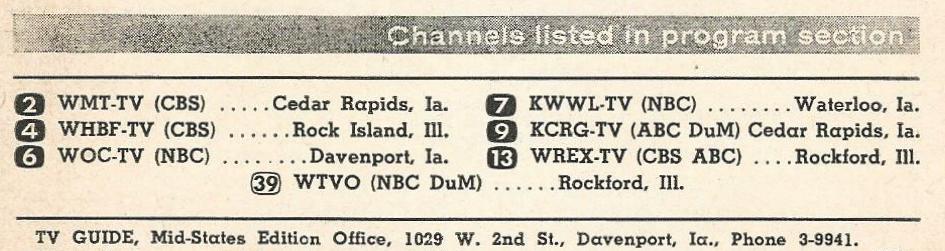 Channels listed in program section
2 WMT-TV (CBS) .....Cedar Rapids, Ia.
4 WHBF-TV (CBS) ......Rock Island, Ill.
6 WOC-TV (NBC) ........Davenport, Ia.
7 KWWL-TV (NBC) ........Waterloo, Ia.
9 KCRG-TV (ABC DuM) Cedar Rapids, Ia.
13 WREX-TV (CBS ABC) ....Rockford, Ill.
39 WTVO (NBC DuM) ......Rockford, Ill.
TV GUIDE, Mid-States Edition Office, 1029 W. 2nd St., Davenport, Ia., Phone 3-9941.